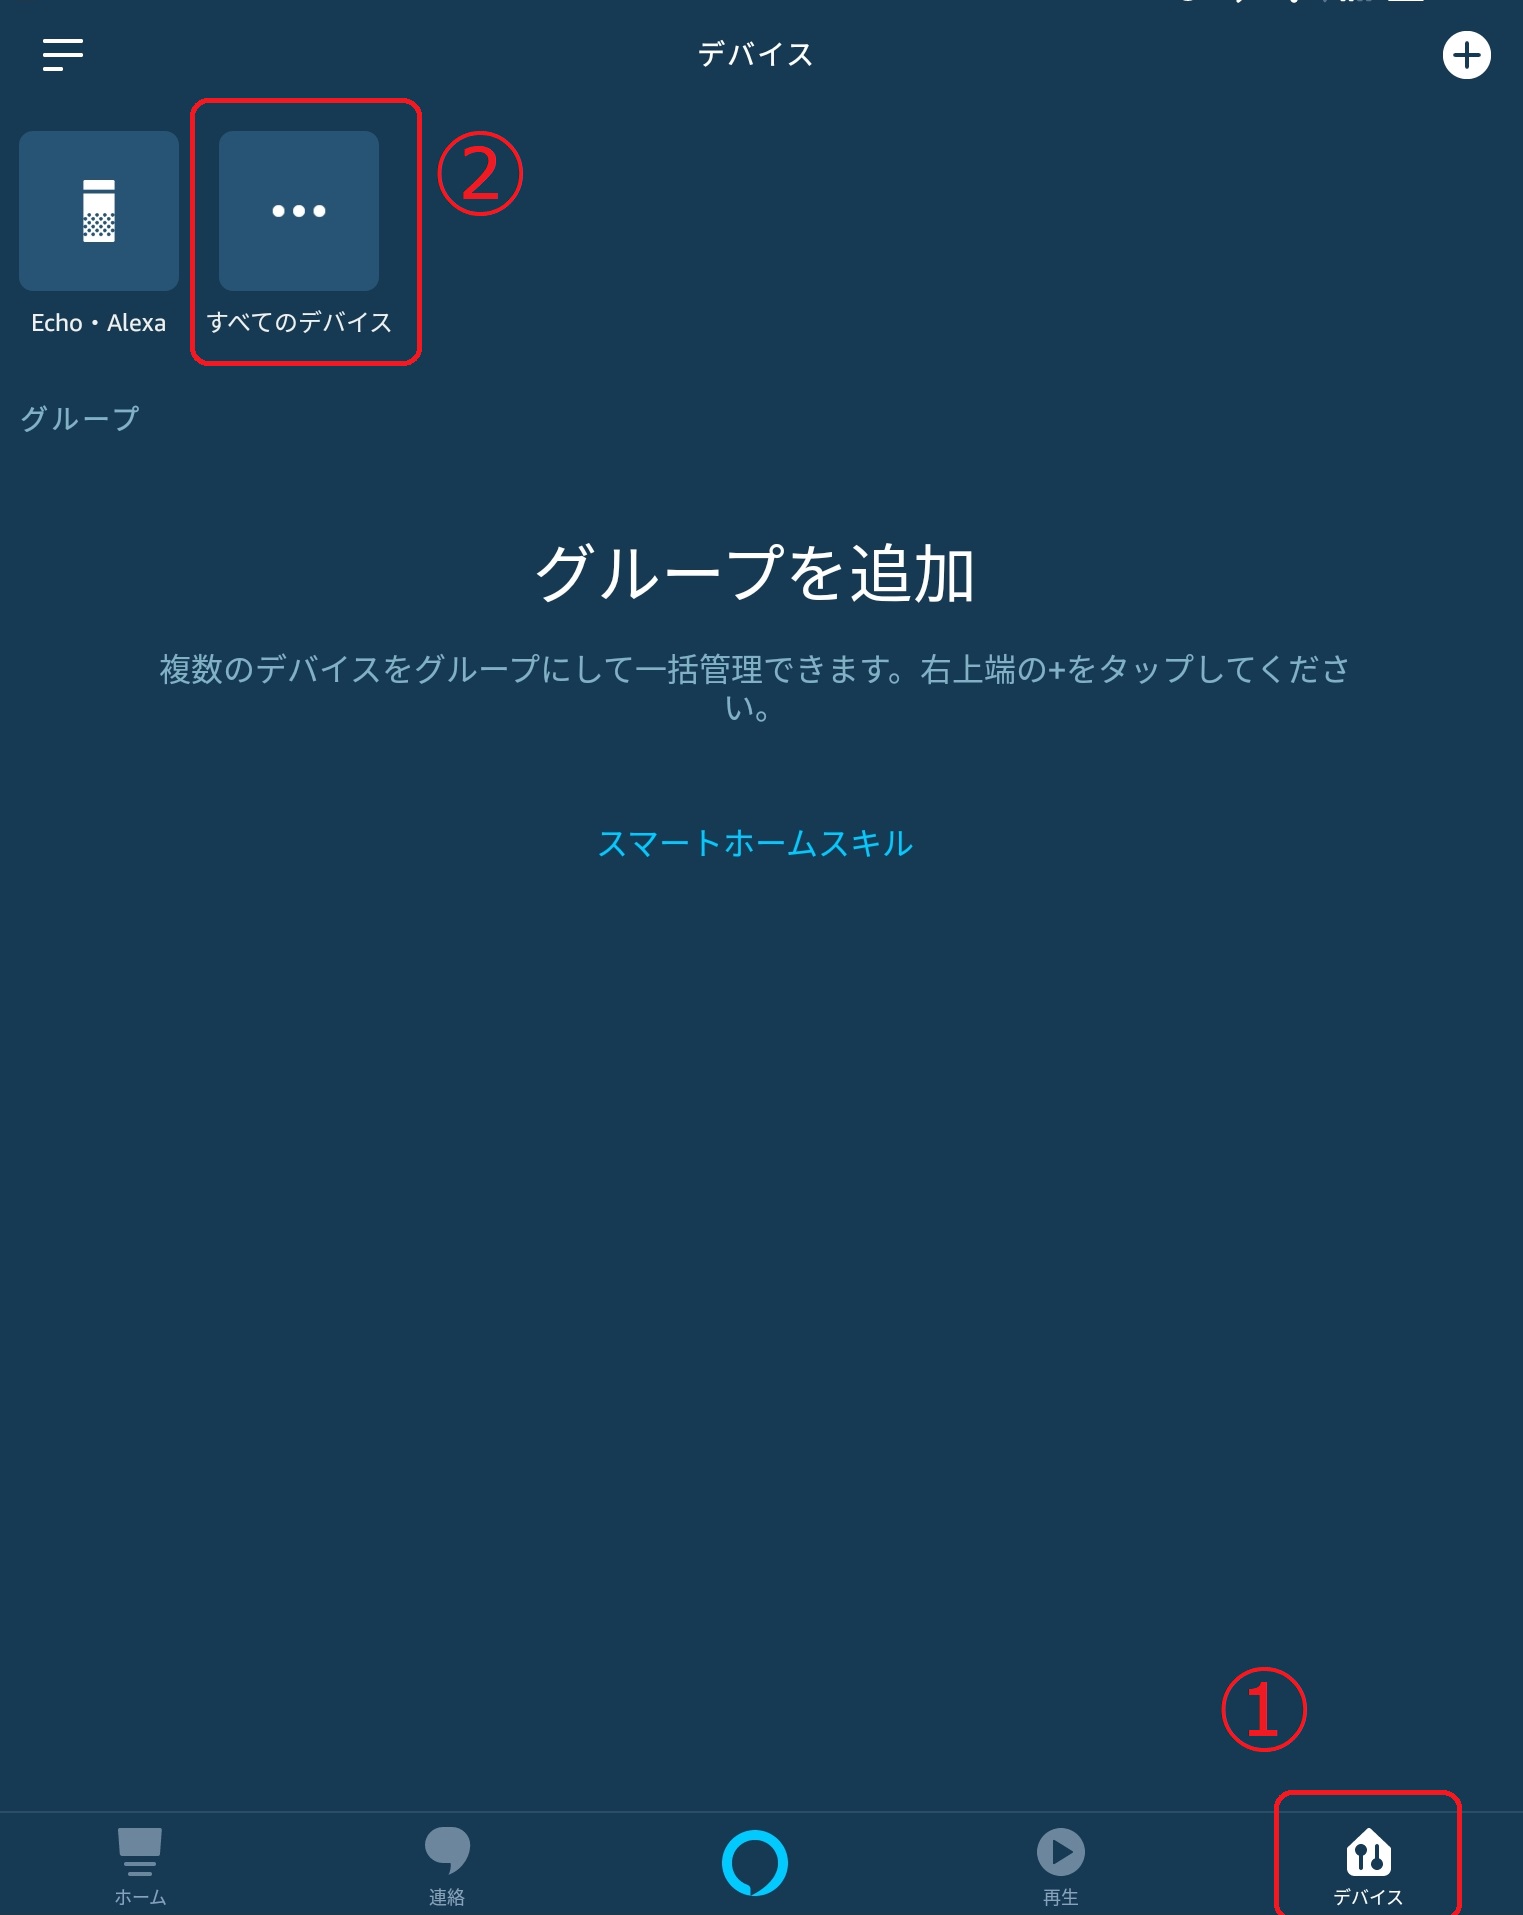 デバイス
②
Echo・Alexa
すべてのデバイス
グループ
グループを追加
複数のデバイスをグループにして一括管理できます。右上端の+をタップしてくださ
い。
スマートホームスキル
①
ホーム
連絡
再生
デバイス